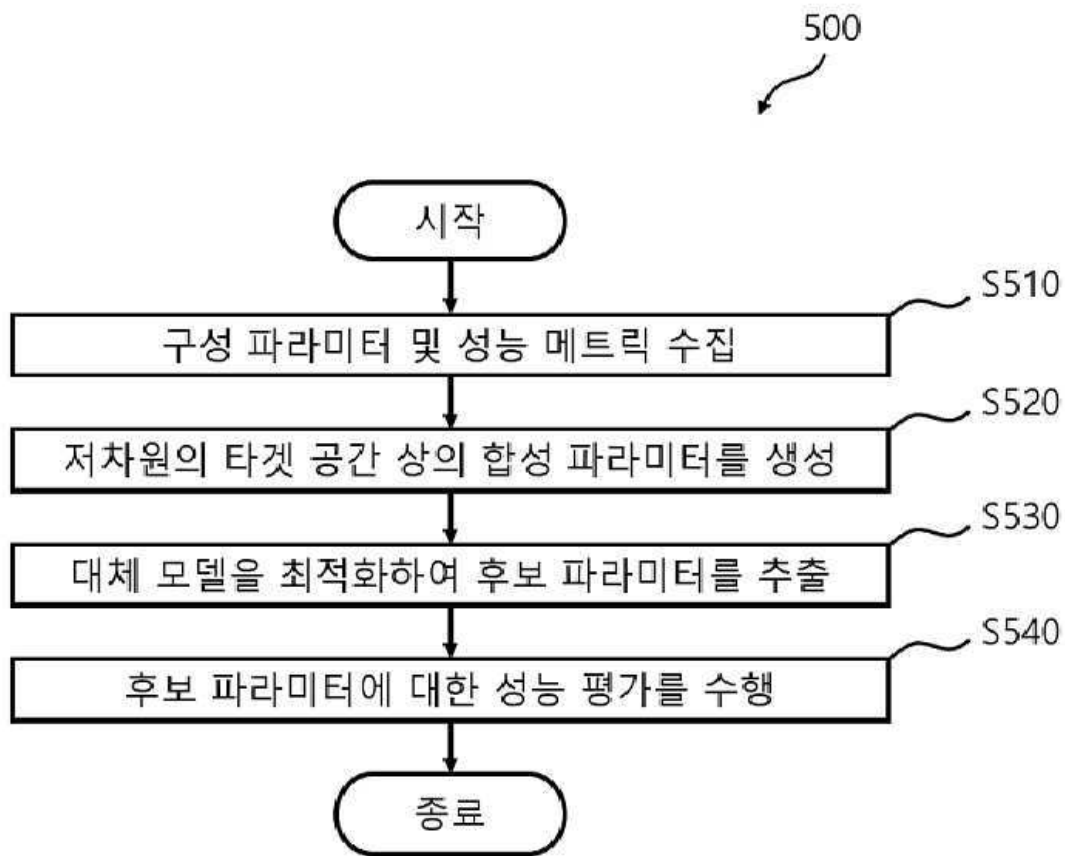 500
시작
S510
구성 파라미터 및 성능 메트릭 수집
S520
저차원의 타겟 공간 상의 합성 파라미터를 생성
S530
대체 모델을 최적화하여 후보 파라미터를 추출
S540
후보 파라미터에 대한 성능 평가를 수행
종료